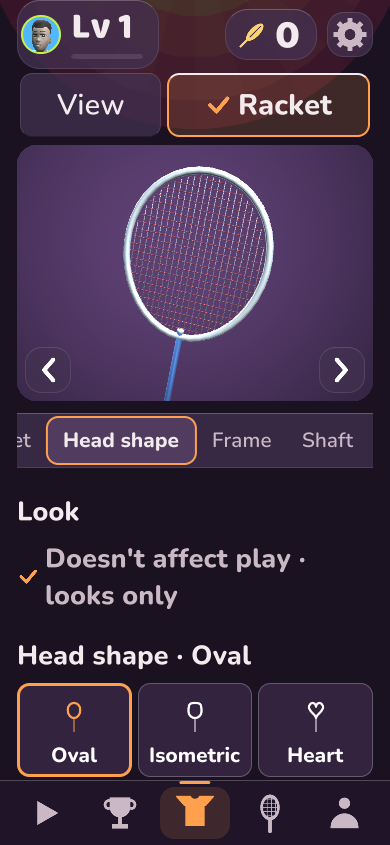 Lv 1
0
View
Racket
et
Head shape
Frame
Shaft
Look
Doesn't affect play ·
looks only
Head shape · Oval
Oval
Isometric
Heart